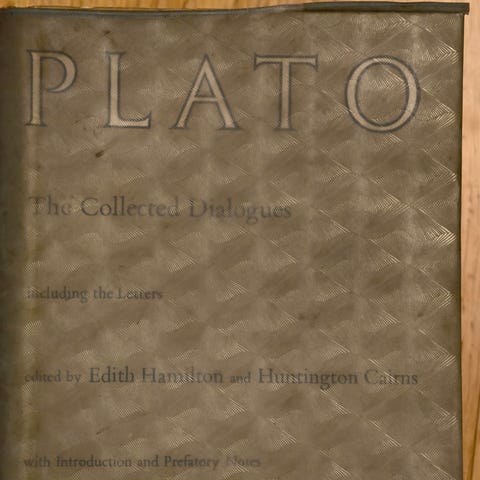 PLATO
The Collected Dialogues
including the Letters
edited by Edith Hamilton and Huntington Cairns
with Introduction and Prefatory Notes